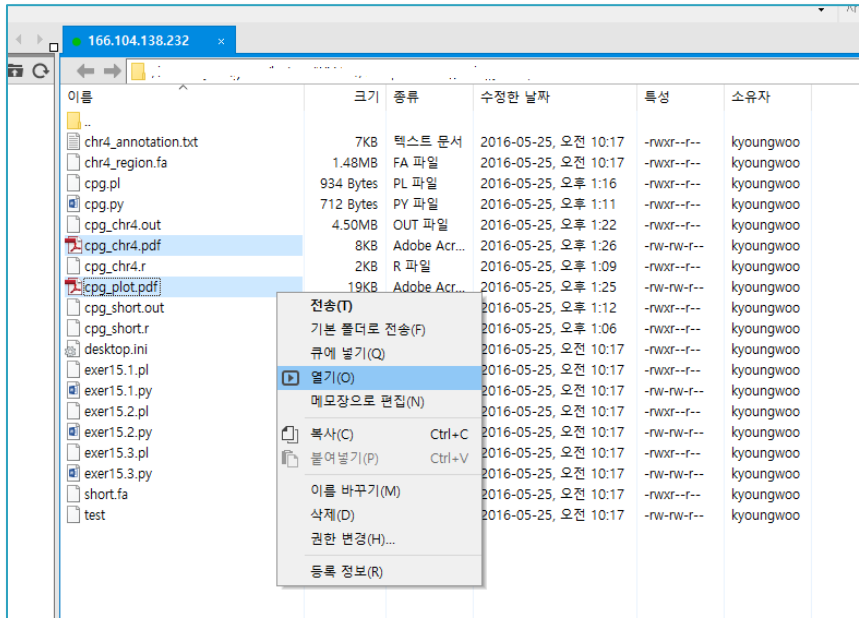 166.104.138.232 ×
이름 크기 종류 수정한 날짜 특성 소유자
..
chr4_annotation.txt 7KB 텍스트 문서 2016-05-25, 오전 10:17 -rwxr--r-- kyoungwoo
chr4_region.fa 1.48MB FA 파일 2016-05-25, 오전 10:17 -rwxr--r-- kyoungwoo
cpg.pl 934 Bytes PL 파일 2016-05-25, 오후 1:16 -rwxr--r-- kyoungwoo
cpg.py 712 Bytes PY 파일 2016-05-25, 오후 1:11 -rwxr--r-- kyoungwoo
cpg_chr4.out 4.50MB OUT 파일 2016-05-25, 오후 1:22 -rwxr--r-- kyoungwoo
cpg_chr4.pdf 8KB Adobe Acr... 2016-05-25, 오후 1:26 -rw-rw-r-- kyoungwoo
cpg_chr4.r 2KB R 파일 2016-05-25, 오후 1:09 -rwxr--r-- kyoungwoo
cpg_plot.pdf 19KB Adobe Acr... 2016-05-25, 오후 1:25 -rw-rw-r-- kyoungwoo
cpg_short.out 전송(T) 2016-05-25, 오후 1:12 -rwxr--r-- kyoungwoo
cpg_short.r 기본 폴더로 전송(F) 2016-05-25, 오후 1:06 -rwxr--r-- kyoungwoo
desktop.ini 큐에 넣기(Q) 2016-05-25, 오전 10:17 -rwxr--r-- kyoungwoo
exer15.1.pl 열기(O) 2016-05-25, 오전 10:17 -rwxr--r-- kyoungwoo
exer15.1.py 메모장으로 편집(N) 2016-05-25, 오전 10:17 -rw-rw-r-- kyoungwoo
exer15.2.pl 2016-05-25, 오전 10:17 -rwxr--r-- kyoungwoo
exer15.2.py 복사(C) Ctrl+C 2016-05-25, 오전 10:17 -rw-rw-r-- kyoungwoo
exer15.3.pl 붙여넣기(P) Ctrl+V 2016-05-25, 오전 10:17 -rwxr--r-- kyoungwoo
exer15.3.py 2016-05-25, 오전 10:17 -rw-rw-r-- kyoungwoo
short.fa 이름 바꾸기(M) 2016-05-25, 오전 10:17 -rwxr--r-- kyoungwoo
test 삭제(D) 2016-05-25, 오전 10:17 -rw-rw-r-- kyoungwoo
권한 변경(H)...
등록 정보(R)